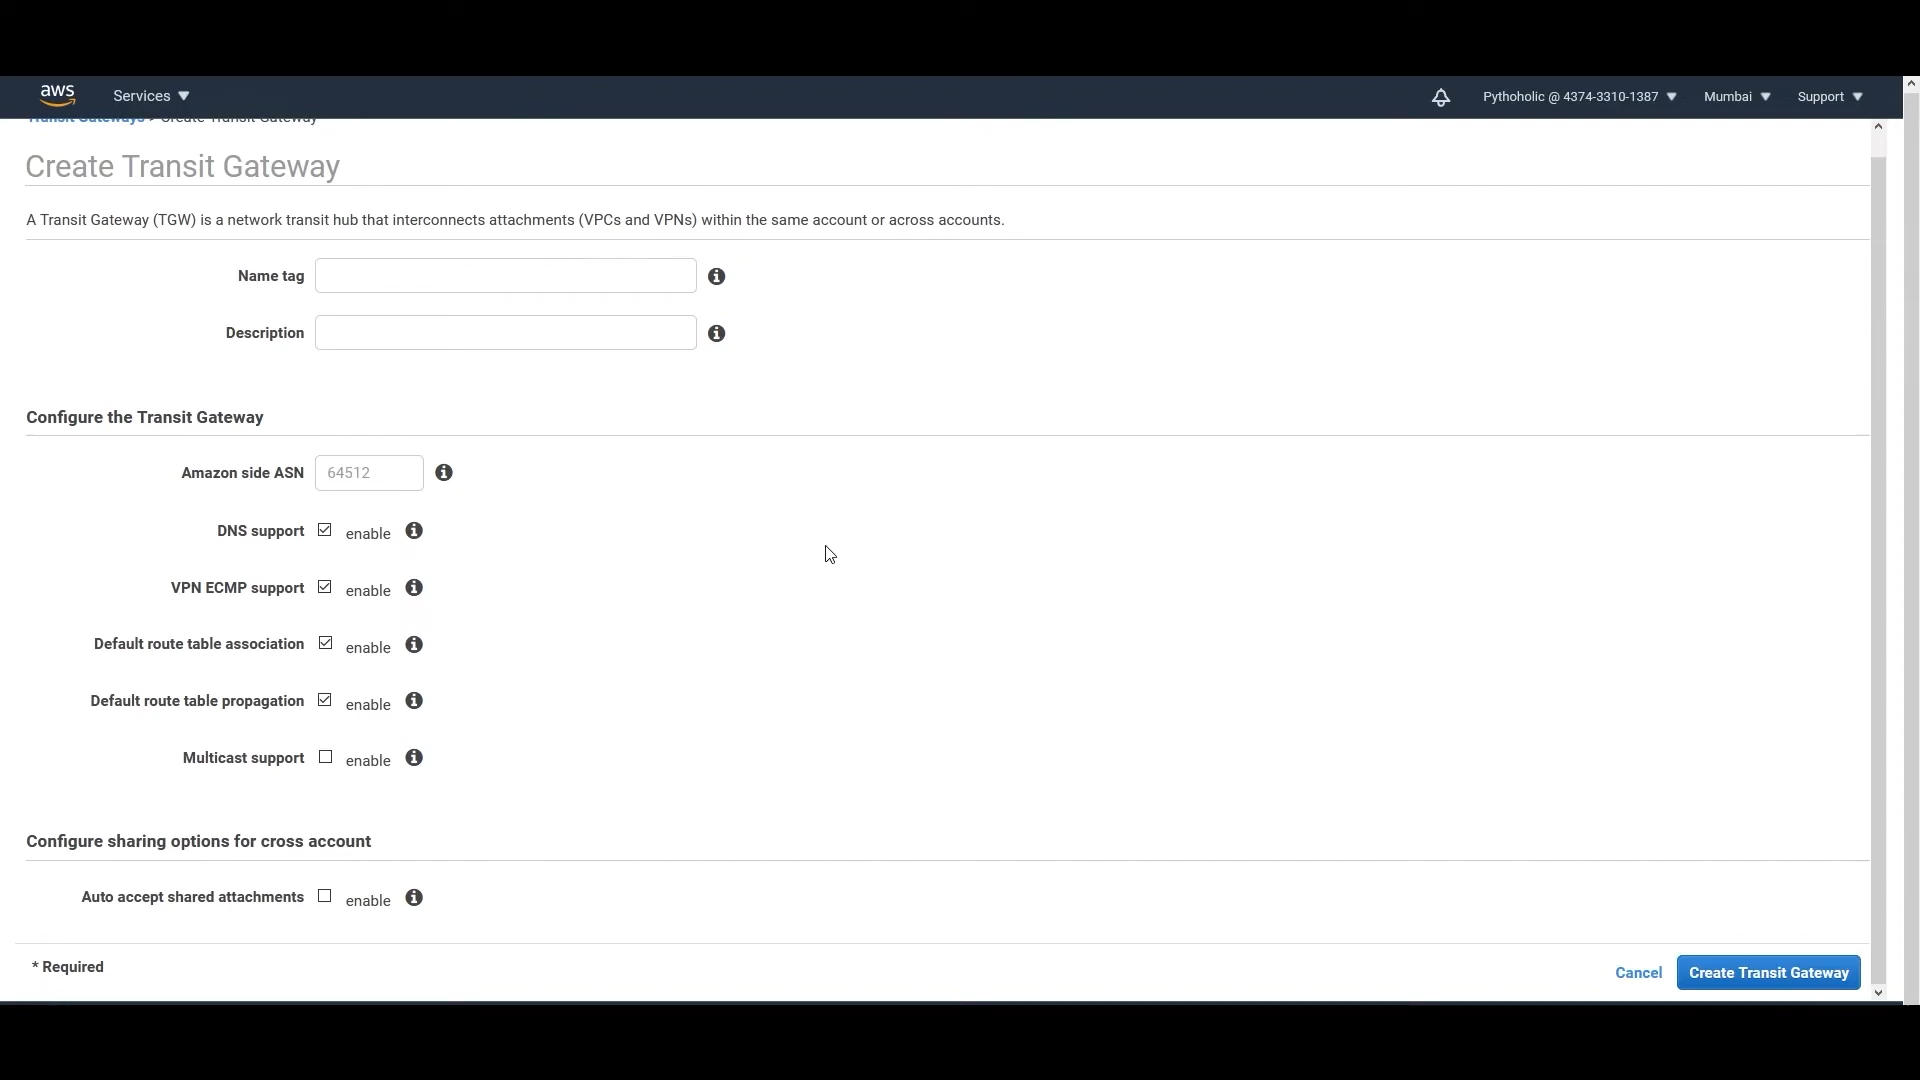 aws Services Pythoholic @ 4374-3310-1387 Mumbai Support
Transit Gateways > Create Transit Gateway
Create Transit Gateway
A Transit Gateway (TGW) is a network transit hub that interconnects attachments (VPCs and VPNs) within the same account or across accounts.
Name tag
Description
Configure the Transit Gateway
Amazon side ASN 64512
DNS support enable
VPN ECMP support enable
Default route table association enable
Default route table propagation enable
Multicast support enable
Configure sharing options for cross account
Auto accept shared attachments enable
* Required
Cancel Create Transit Gateway